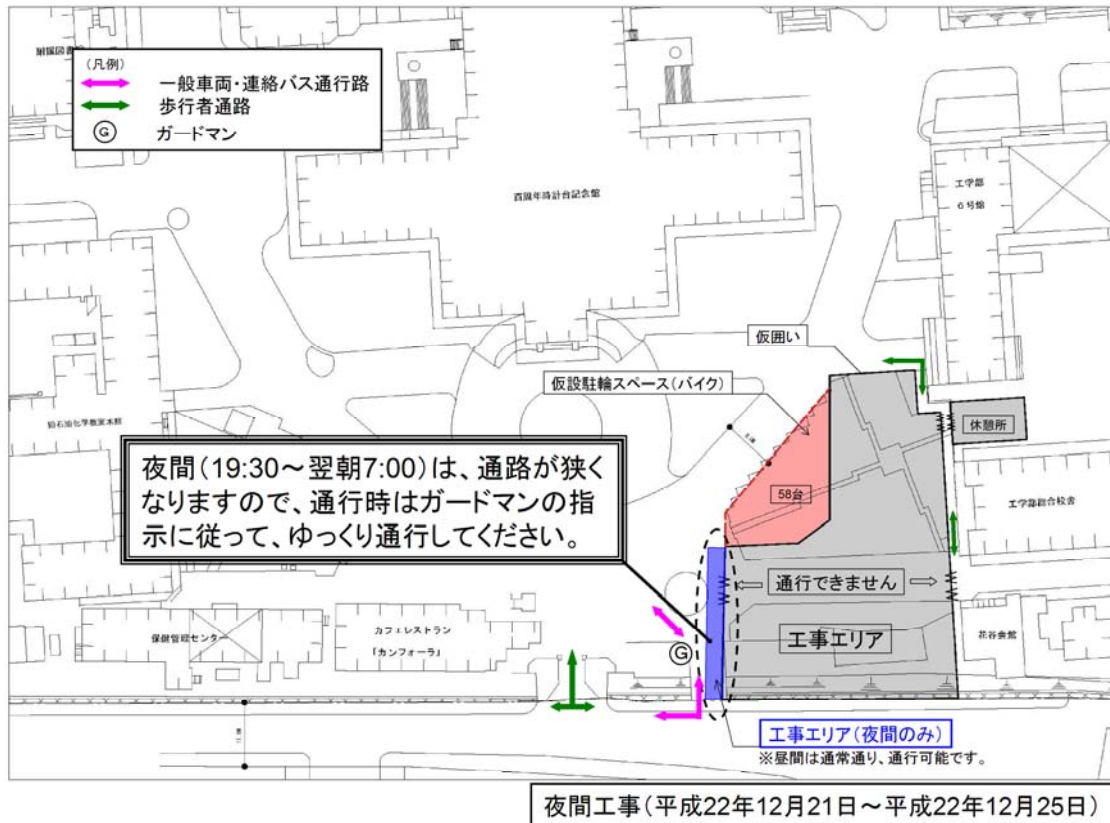 附属図書館
(凡例)
一般車両・連絡バス通行路
歩行者通路
G ガードマン
百周年時計台記念館
工学部
6号館
仮囲い
仮設駐輪スペース(バイク)
休憩所
58台
工学部総合校舎
夜間(19:30～翌朝7:00)は、通路が狭く
なりますので、通行時はガードマンの指
示に従って、ゆっくり通行してください。
通行できません
保健管理センター
カフェレストラン
「カンフォーラ」
G
工事エリア
花谷会館
工事エリア(夜間のみ)
※昼間は通常通り、通行可能です。
夜間工事(平成22年12月21日～平成22年12月25日)